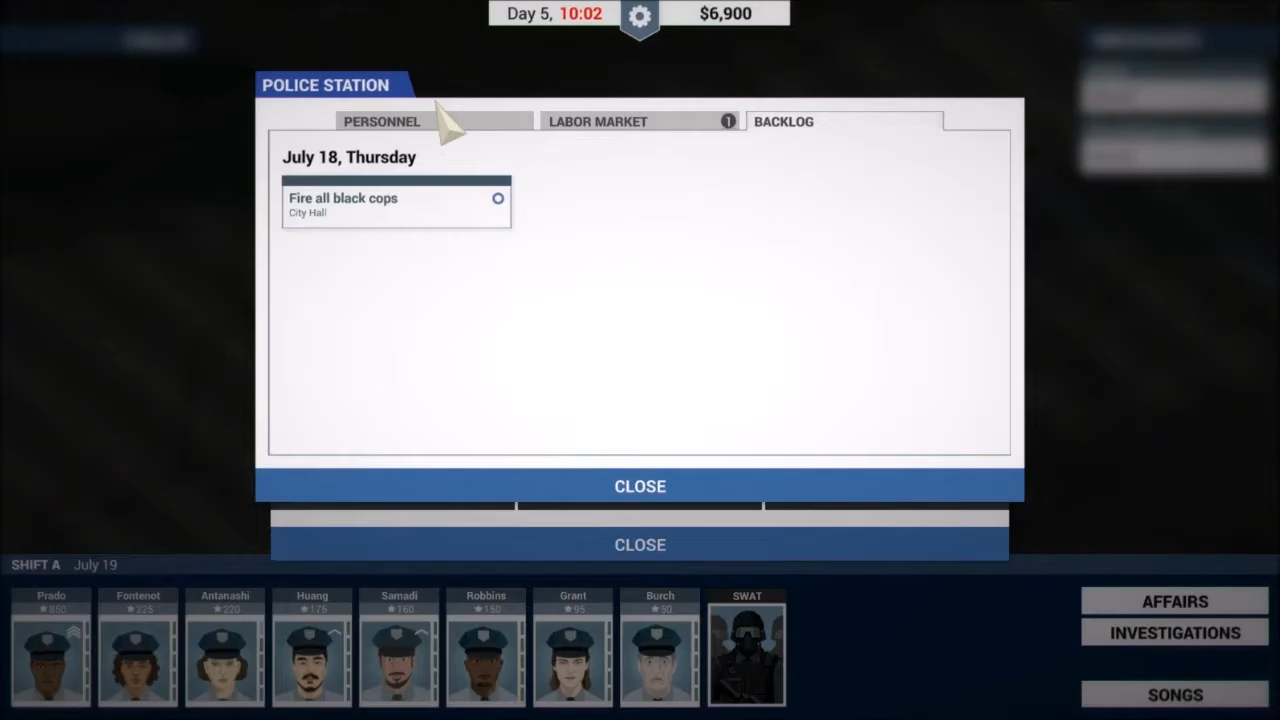 Day 5, 10:02
$6,900
POLICE STATION
PERSONNEL
LABOR MARKET
1
BACKLOG
July 18, Thursday
Fire all black cops
City Hall
CLOSE
CLOSE
SHIFT A July 19
Prado
★850
Fontenot
★225
Antanashi
★220
Huang
★175
Samadi
★160
Robbins
★150
Grant
★95
Burch
★50
SWAT
AFFAIRS
INVESTIGATIONS
SONGS